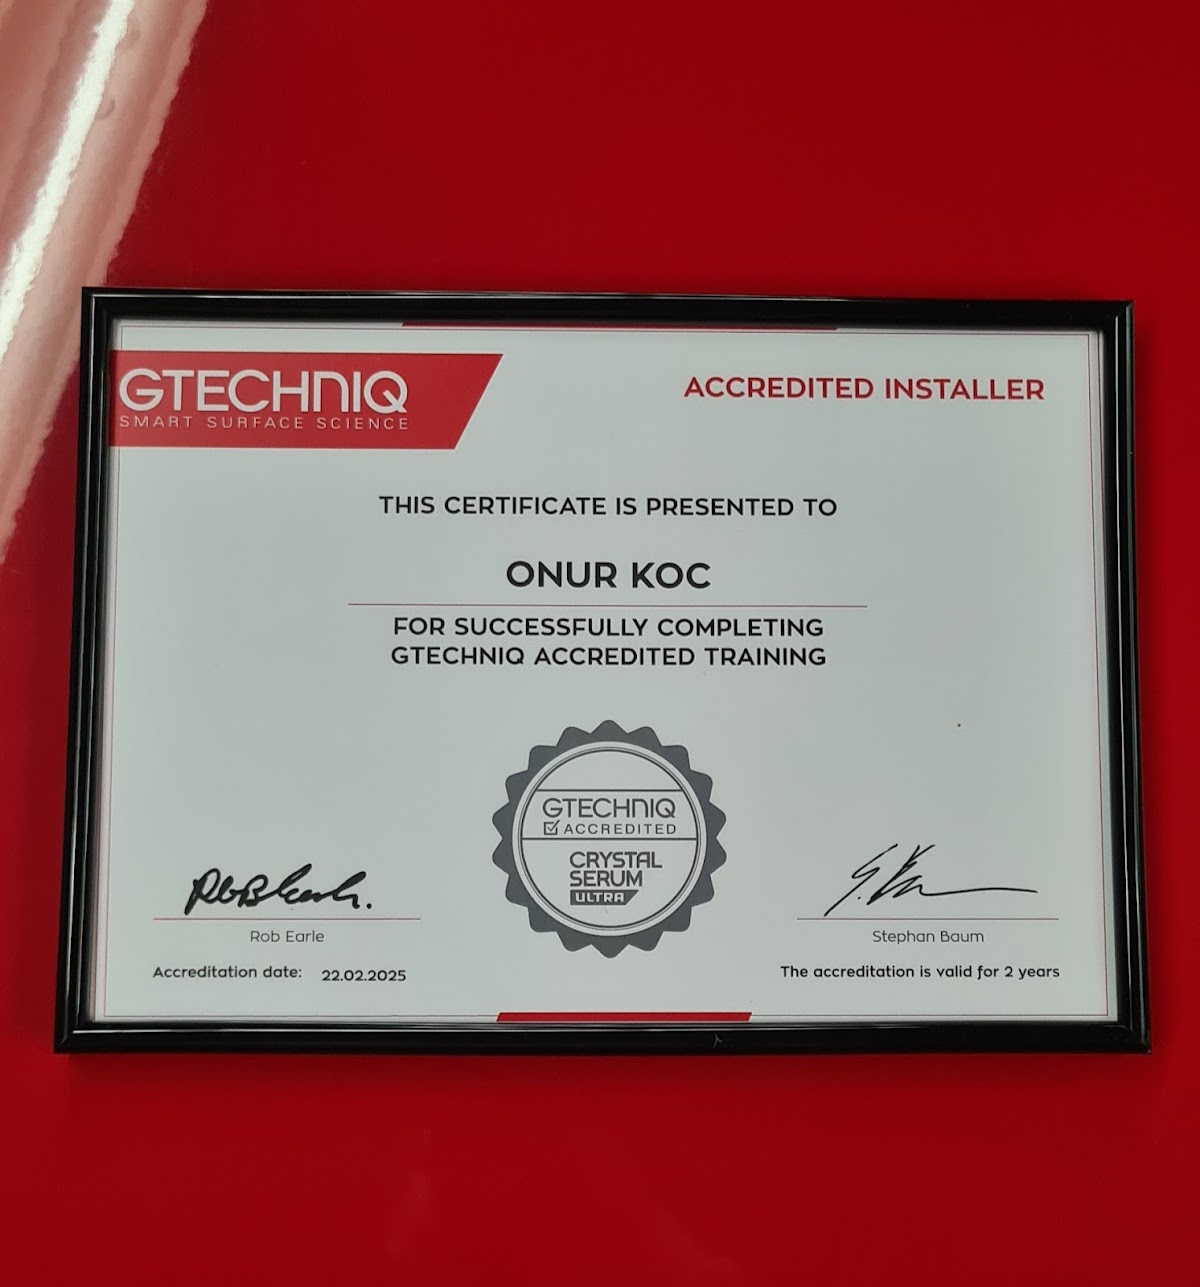 GTECHNIQ
SMART SURFACE SCIENCE
ACCREDITED INSTALLER
THIS CERTIFICATE IS PRESENTED TO
ONUR KOC
FOR SUCCESSFULLY COMPLETING
GTECHNIQ ACCREDITED TRAINING
GTECHNIQ
ACCREDITED
CRYSTAL
SERUM
ULTRA
Rob Earle
Stephan Baum
Accreditation date: 22.02.2025
The accreditation is valid for 2 years